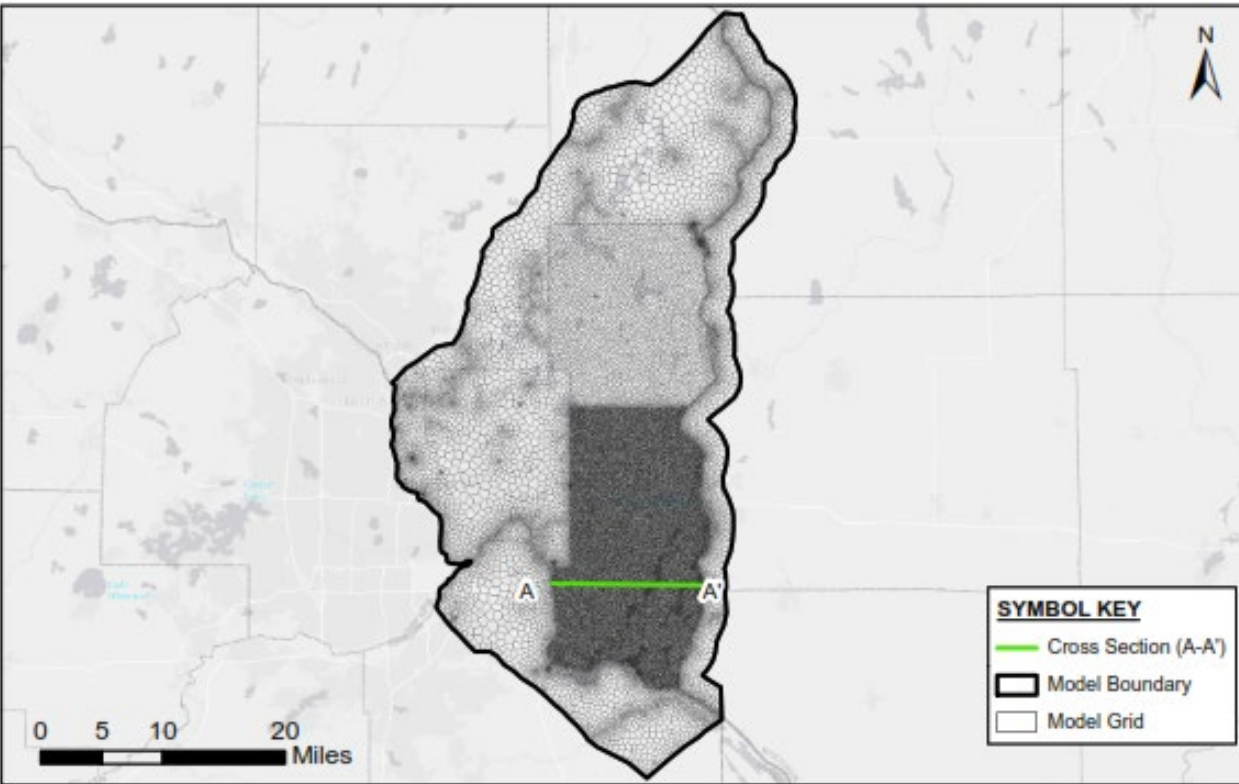 N
A
A'
SYMBOL KEY
Cross Section (A-A')
Model Boundary
Model Grid
0 5 10 20
Miles